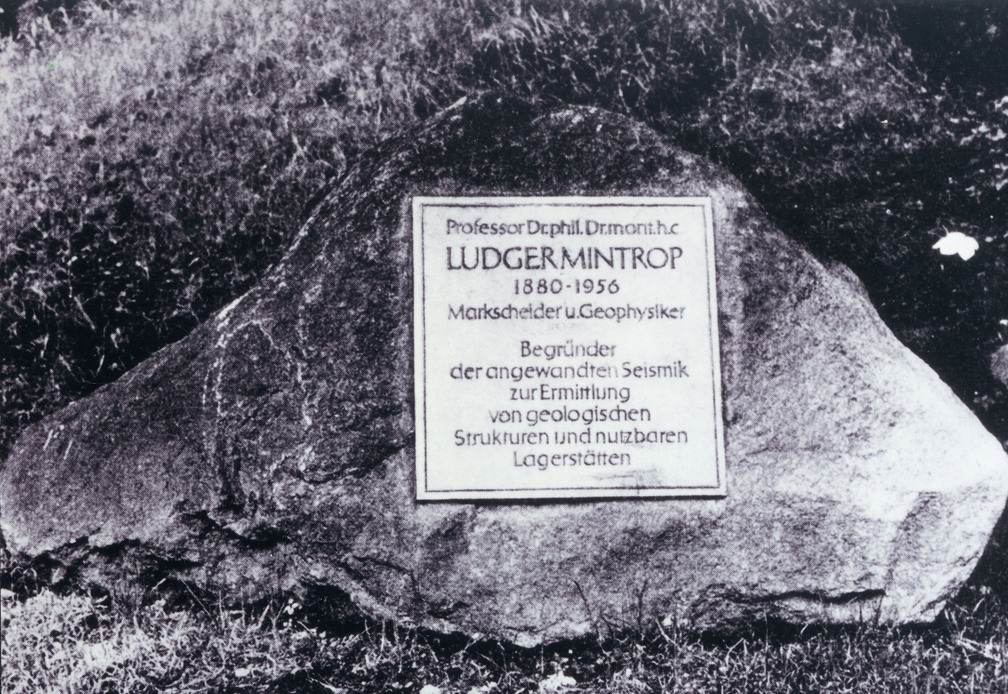 Professor Dr.phil. Dr.mont.h.c
LUDGER MINTROP
1880-1956
Markscheider u. Geophysiker
Begründer
der angewandten Seismik
zur Ermittlung
von geologischen
Strukturen und nutzbaren
Lagerstätten